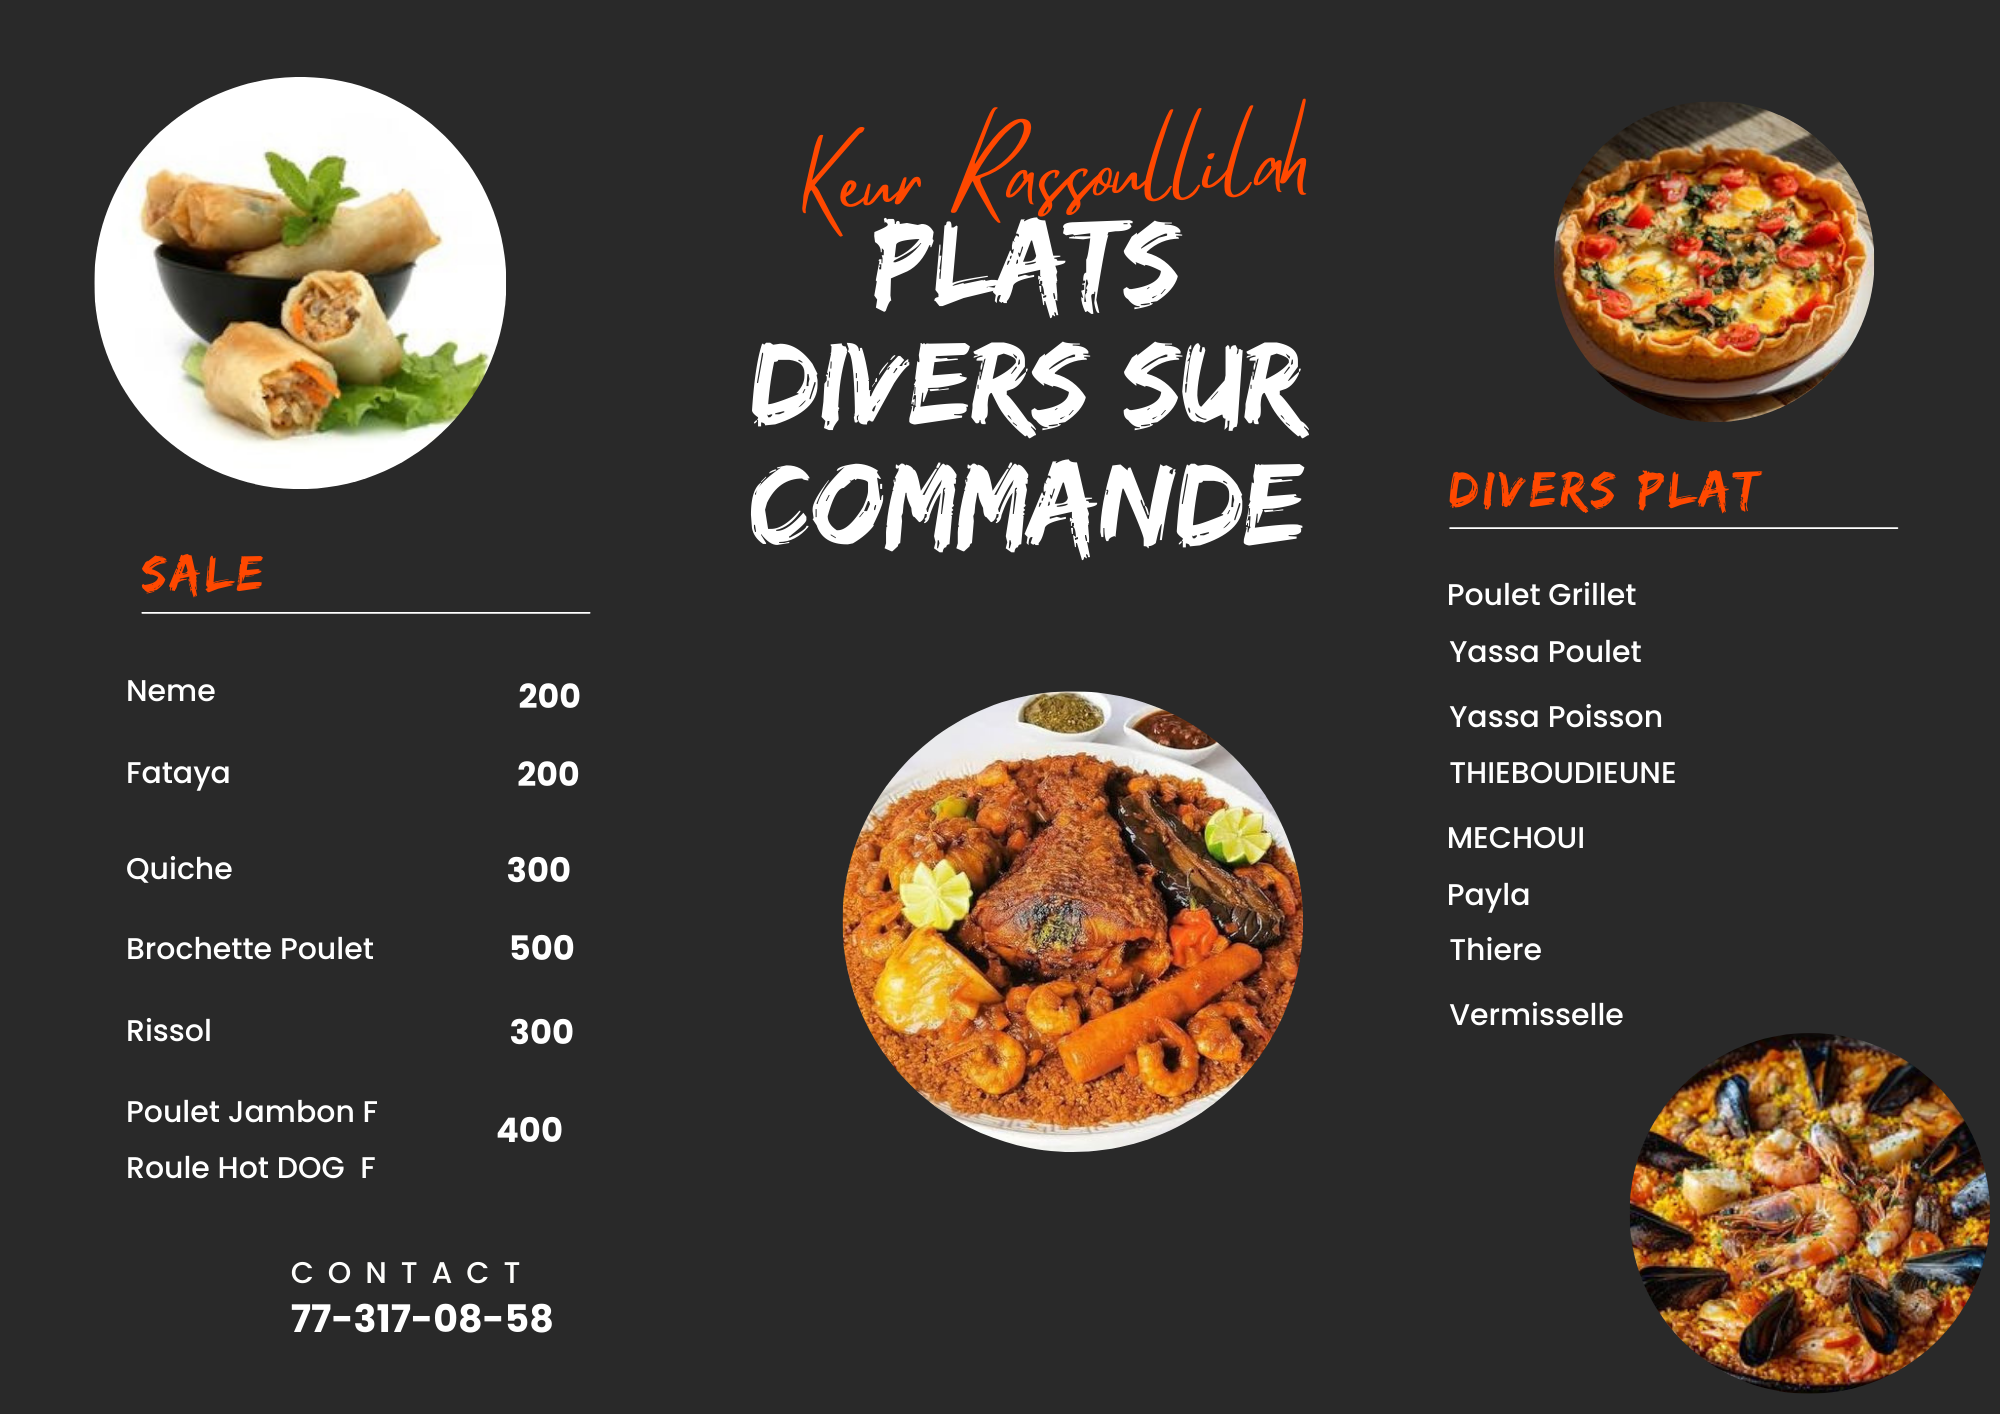 Keur Rassoullilah
PLATS
DIVERS SUR
COMMANDE
SALE
Neme 200
Fataya 200
Quiche 300
Brochette Poulet 500
Rissol 300
Poulet Jambon F 400
Roule Hot DOG F
CONTACT
77-317-08-58
DIVERS PLAT
Poulet Grillet
Yassa Poulet
Yassa Poisson
THIEBOUDIEUNE
MECHOUI
Payla
Thiere
Vermisselle